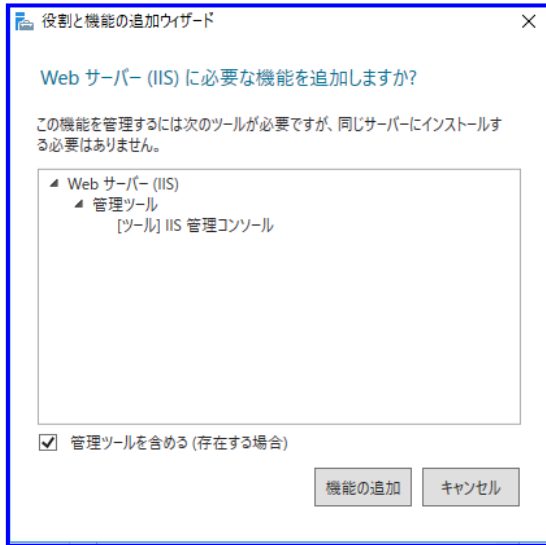 役割と機能の追加ウィザード
Web サーバー (IIS) に必要な機能を追加しますか?
この機能を管理するには次のツールが必要ですが、同じサーバーにインストールす
る必要はありません。
Web サーバー (IIS)
管理ツール
[ツール] IIS 管理コンソール
管理ツールを含める (存在する場合)
機能の追加
キャンセル